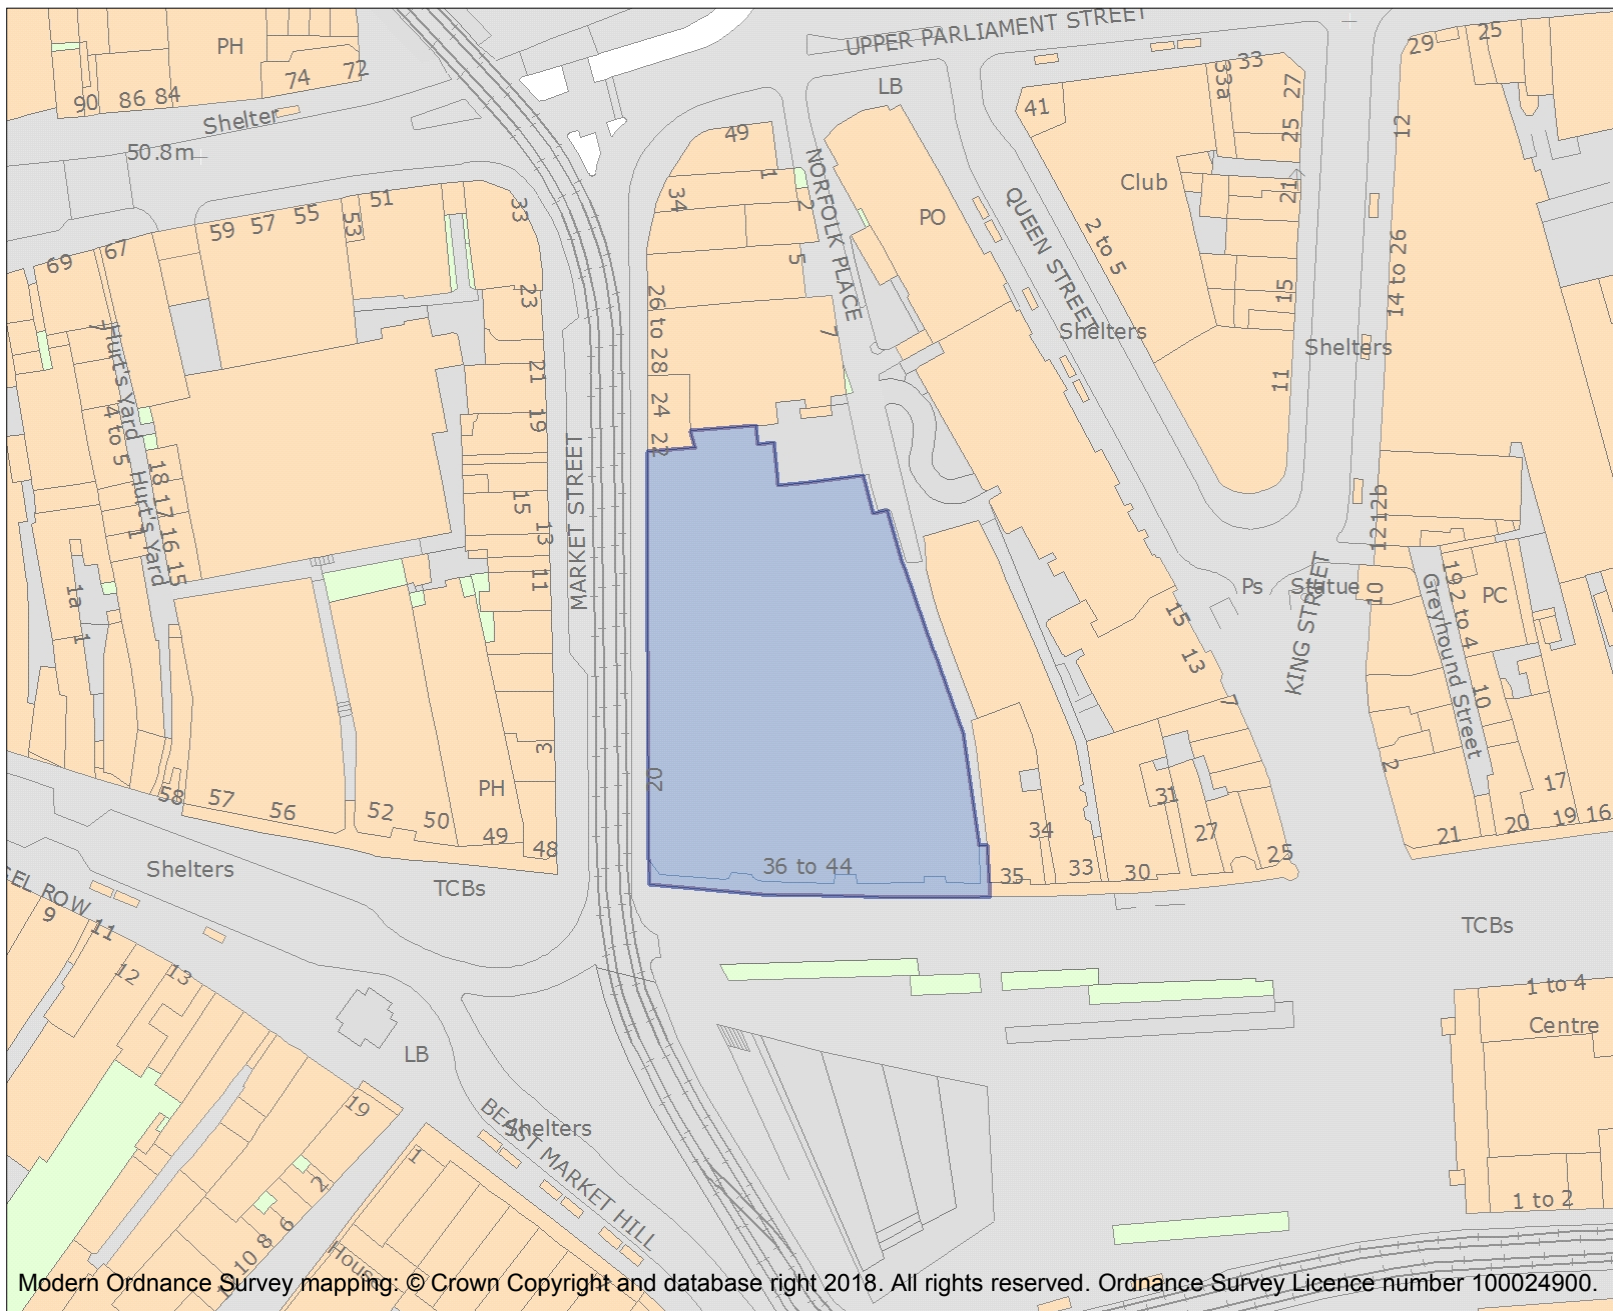 UPPER PARLIAMENT STREET
PH
74
72
90
86
84
Shelter
50.8m
LB
33
33a
27
25
21
15
11
29
25
12
41
Club
2 to 5
QUEEN STREET
Shelters
Shelters
14 to 26
49
1
2
34
5
7
NORFOLK PLACE
PO
26 to 28
24
22
20
36 to 44
MARKET STREET
69
67
59
57
55
53
51
33
23
21
19
15
13
11
3
7
Hurt's Yard
4 to 5
Hurt's Yard
18
17
16
15
1
1a
1
58
57
56
52
50
49
48
PH
Shelters
TCBs
SEL ROW
9
11
12
13
19
LB
Shelters
BEAST MARKET HILL
1
2
6
8
10
House
35
34
33
30
31
27
25
15
13
7
KING STREET
Ps
Statue
12b
12
10
2
Greyhound Street
19
2 to 4
PC
10
17
21
20
19
16
TCBs
1 to 4
Centre
1 to 2
Modern Ordnance Survey mapping: © Crown Copyright and database right 2018. All rights reserved. Ordnance Survey Licence number 100024900.